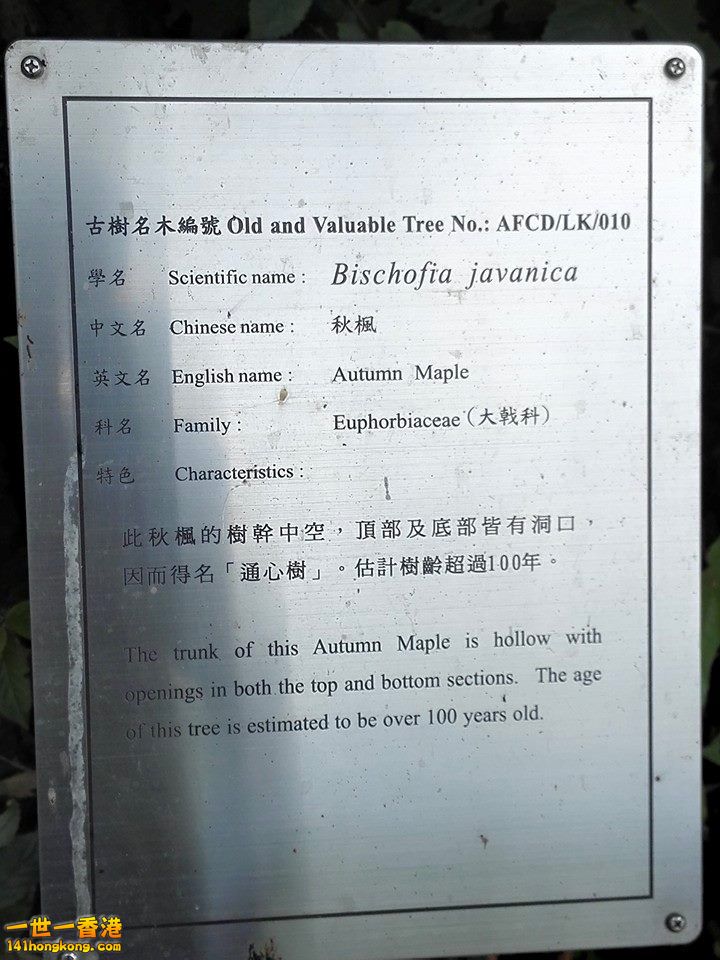 古樹名木編號 Old and Valuable Tree No.: AFCD/LK/010
學名 Scientific name : Bischofia javanica
中文名 Chinese name : 秋楓
英文名 English name : Autumn Maple
科名 Family : Euphorbiaceae (大戟科)
特色 Characteristics :
此秋楓的樹幹中空，頂部及底部皆有洞口，
因而得名「通心樹」。估計樹齡超過100年。
The trunk of this Autumn Maple is hollow with
openings in both the top and bottom sections. The age
of this tree is estimated to be over 100 years old.
一世一香港
141hongkong.com